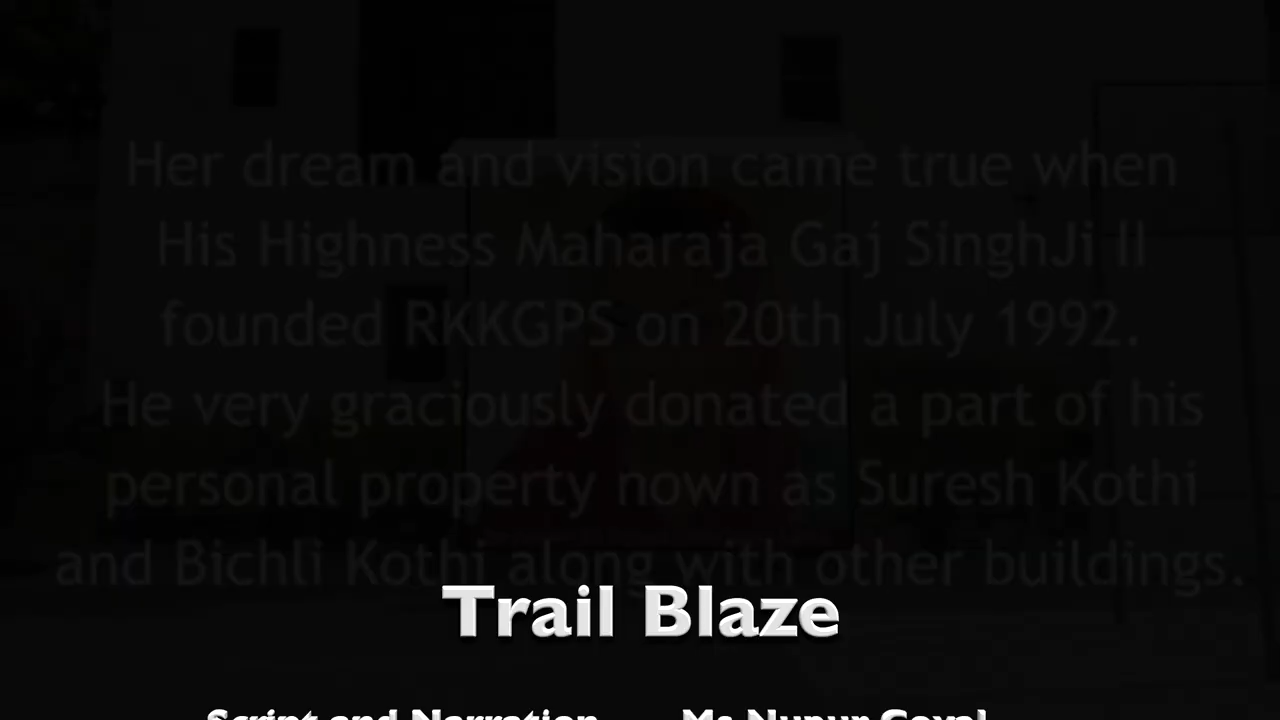 Her dream and vision came true when
His Highness Maharaja Gaj SinghJi II
founded RKKGPS on 20th July 1992.
He very graciously donated a part of his
personal property nown as Suresh Kothi
and Bichli Kothi along with other buildings.
Trail Blaze
Script and Narration Ms Nupur Goyal